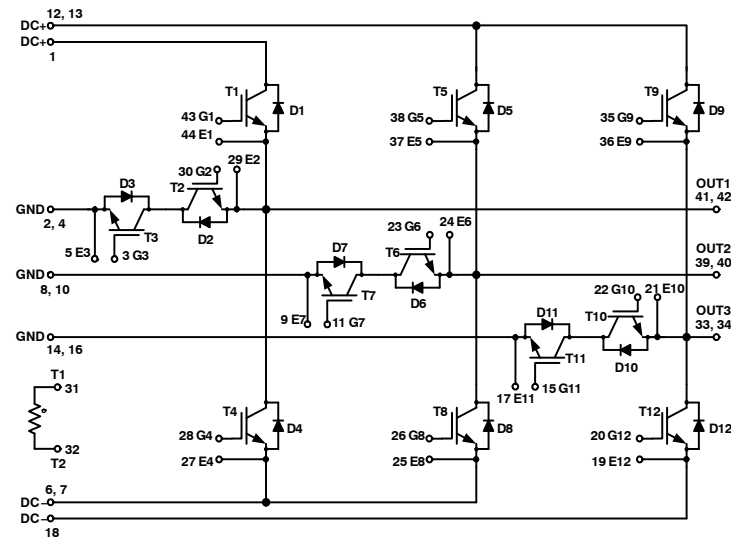 12, 13
DC+
DC+
1
T1
D1
43 G1
44 E1
T5
D5
38 G5
37 E5
T9
D9
35 G9
36 E9
30 G2
29 E2
D3
T2
GND
2, 4
T3
D2
5 E3
3 G3
OUT1
41, 42
23 G6
24 E6
D7
T6
GND
8, 10
T7
D6
9 E7
11 G7
OUT2
39, 40
22 G10
21 E10
D11
T10
GND
14, 16
T11
D10
17 E11
15 G11
OUT3
33, 34
T1
31
32
T2
T4
D4
28 G4
27 E4
T8
D8
26 G8
25 E8
T12
D12
20 G12
19 E12
6, 7
DC–
DC–
18